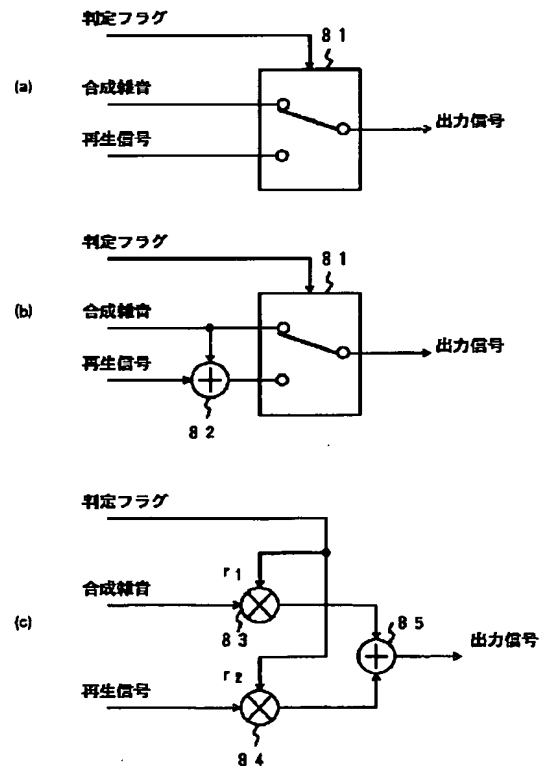 判定フラグ
81
(a)
合成雑音
出力信号
再生信号
判定フラグ
81
(b)
合成雑音
出力信号
再生信号
82
判定フラグ
r1
合成雑音
83
85
(c)
出力信号
r2
再生信号
84